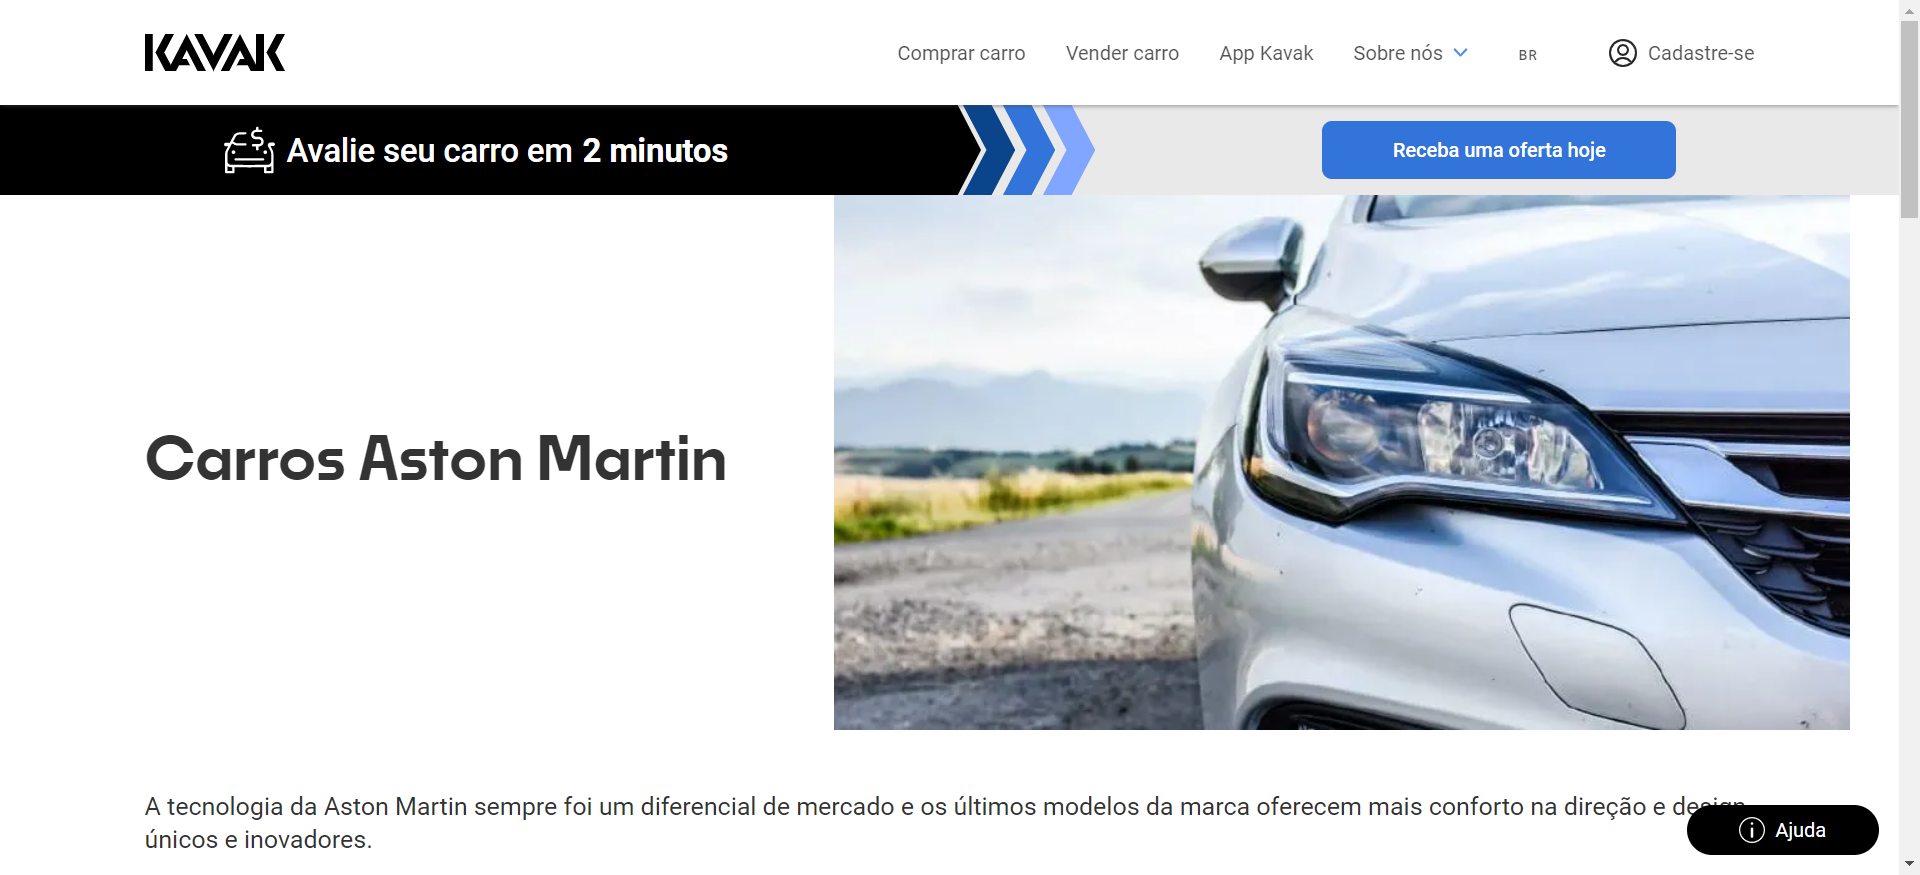 KAVAK
Comprar carro
Vender carro
App Kavak
Sobre nós
BR
Cadastre-se
Avalie seu carro em 2 minutos
Receba uma oferta hoje
Carros Aston Martin
A tecnologia da Aston Martin sempre foi um diferencial de mercado e os últimos modelos da marca oferecem mais conforto na direção e design
únicos e inovadores.
Ajuda